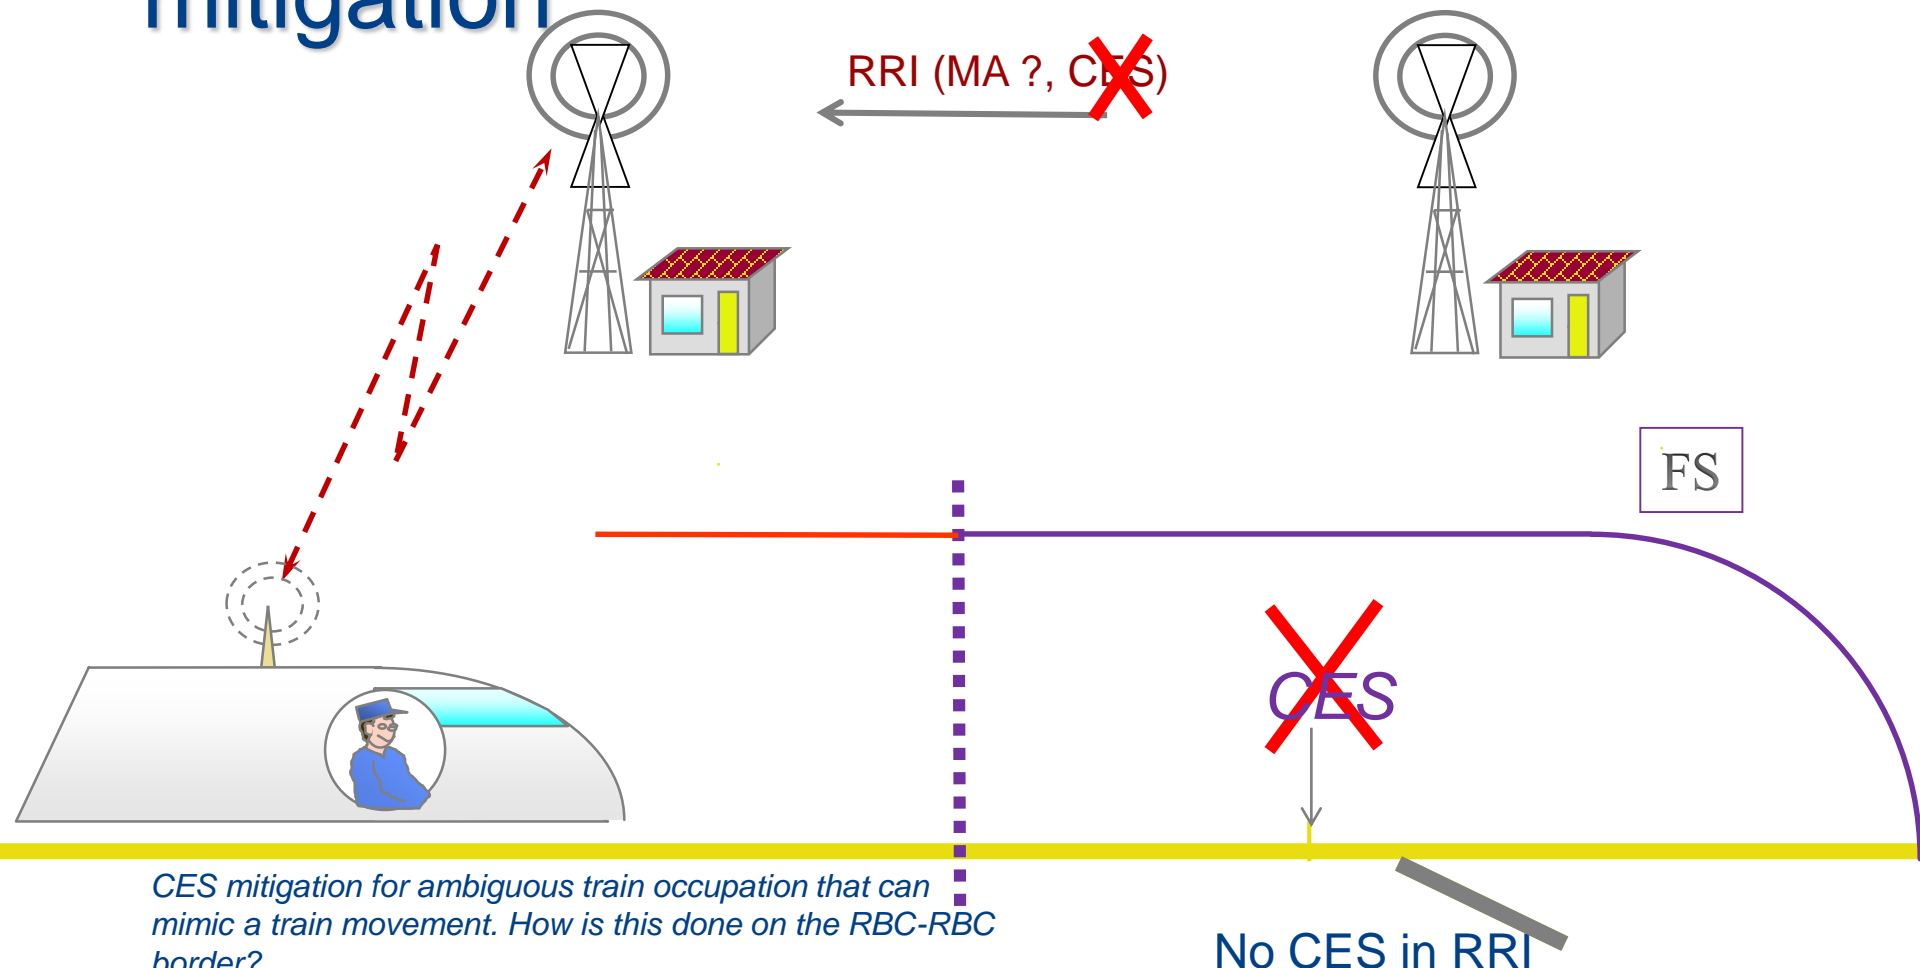 mitigation
RRI (MA ?, CES)
FS
CES
CES mitigation for ambiguous train occupation that can
mimic a train movement. How is this done on the RBC-RBC
border?
No CES in RRI